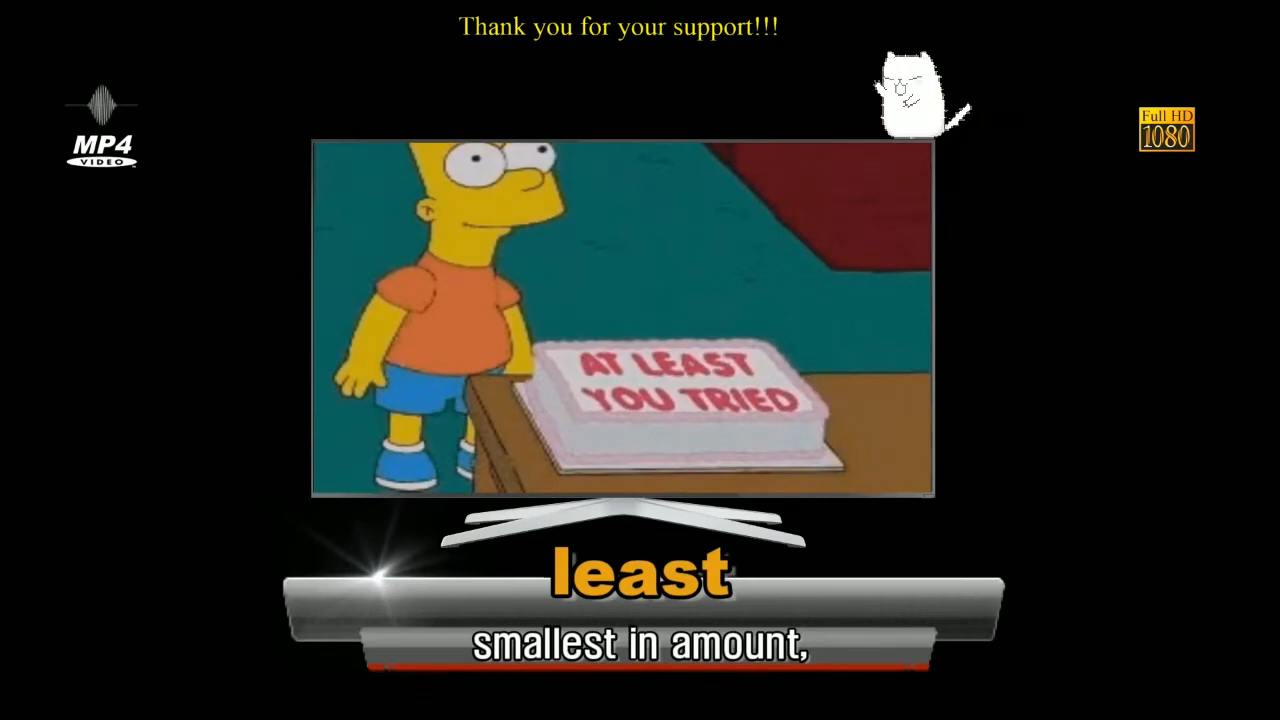 Thank you for your support!!!
MP4
VIDEO
Full HD
1080
AT LEAST
YOU TRIED
least
smallest in amount,